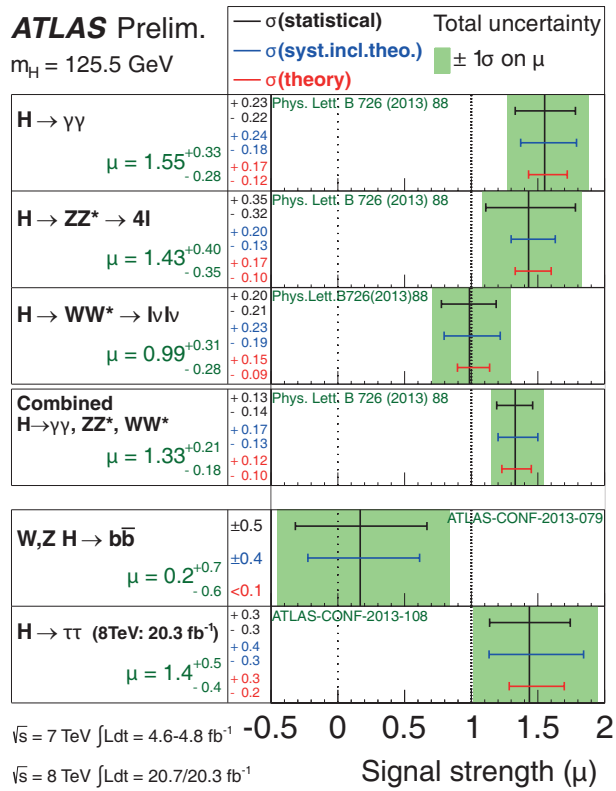 ATLAS Prelim.
m_H = 125.5 GeV
σ(statistical)
σ(syst.incl.theo.)
σ(theory)
Total uncertainty
± 1σ on μ
H → γγ
μ = 1.55 +0.33 - 0.28
+ 0.23
- 0.22
+ 0.24
- 0.18
+ 0.17
- 0.12
Phys. Lett. B 726 (2013) 88
H → ZZ* → 4l
μ = 1.43 +0.40 - 0.35
+ 0.35
- 0.32
+ 0.20
- 0.13
+ 0.17
- 0.10
Phys. Lett. B 726 (2013) 88
H → WW* → lνlν
μ = 0.99 +0.31 - 0.28
+ 0.20
- 0.21
+ 0.23
- 0.19
+ 0.15
- 0.09
Phys.Lett.B726(2013)88
Combined
H→γγ, ZZ*, WW*
μ = 1.33 +0.21 - 0.18
+ 0.13
- 0.14
+ 0.17
- 0.13
+ 0.12
- 0.10
Phys. Lett. B 726 (2013) 88
W,Z H → bb̅
μ = 0.2 +0.7 - 0.6
±0.5
±0.4
<0.1
ATLAS-CONF-2013-079
H → ττ (8TeV: 20.3 fb⁻¹)
μ = 1.4 +0.5 - 0.4
+ 0.3
- 0.3
+ 0.4
- 0.3
+ 0.3
- 0.2
ATLAS-CONF-2013-108
-0.5 0 0.5 1 1.5 2
√s = 7 TeV ∫Ldt = 4.6-4.8 fb⁻¹
√s = 8 TeV ∫Ldt = 20.7/20.3 fb⁻¹
Signal strength (μ)